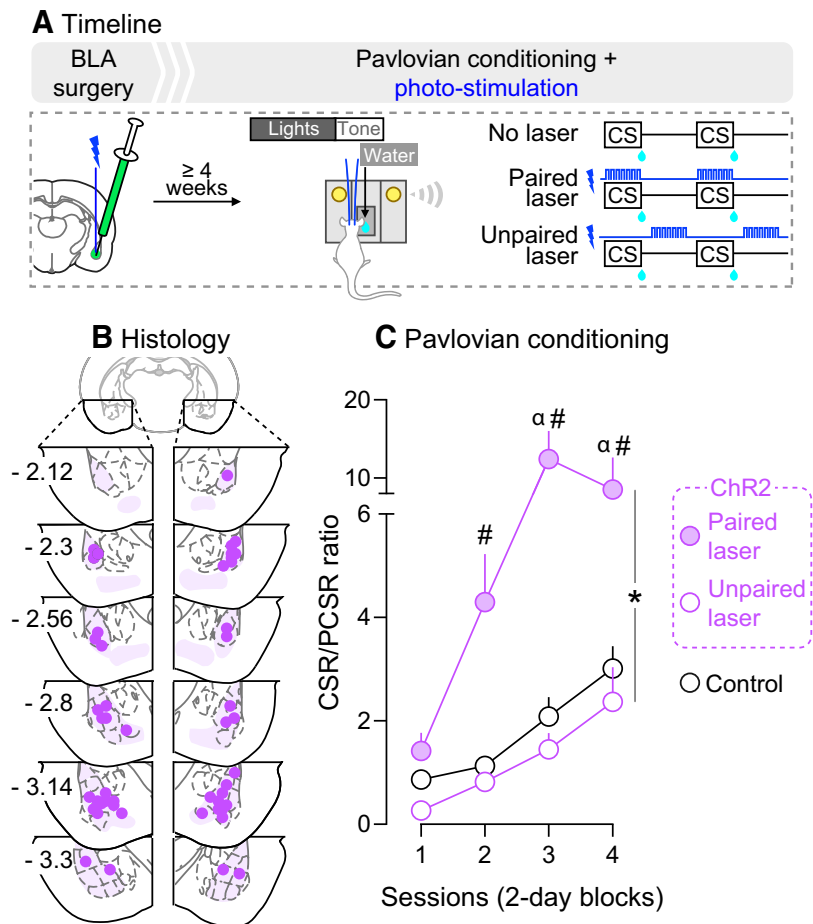 A Timeline
BLA
surgery
Pavlovian conditioning +
photo-stimulation
≥ 4
weeks
Lights Tone
Water
No laser
CS CS
Paired
laser
CS CS
Unpaired
laser
CS CS
B Histology
- 2.12
- 2.3
- 2.56
- 2.8
- 3.14
- 3.3
C Pavlovian conditioning
CSR/PCSR ratio
20
10
6
4
2
0
#
α #
α #
*
1 2 3 4
Sessions (2-day blocks)
ChR2
Paired
laser
Unpaired
laser
Control